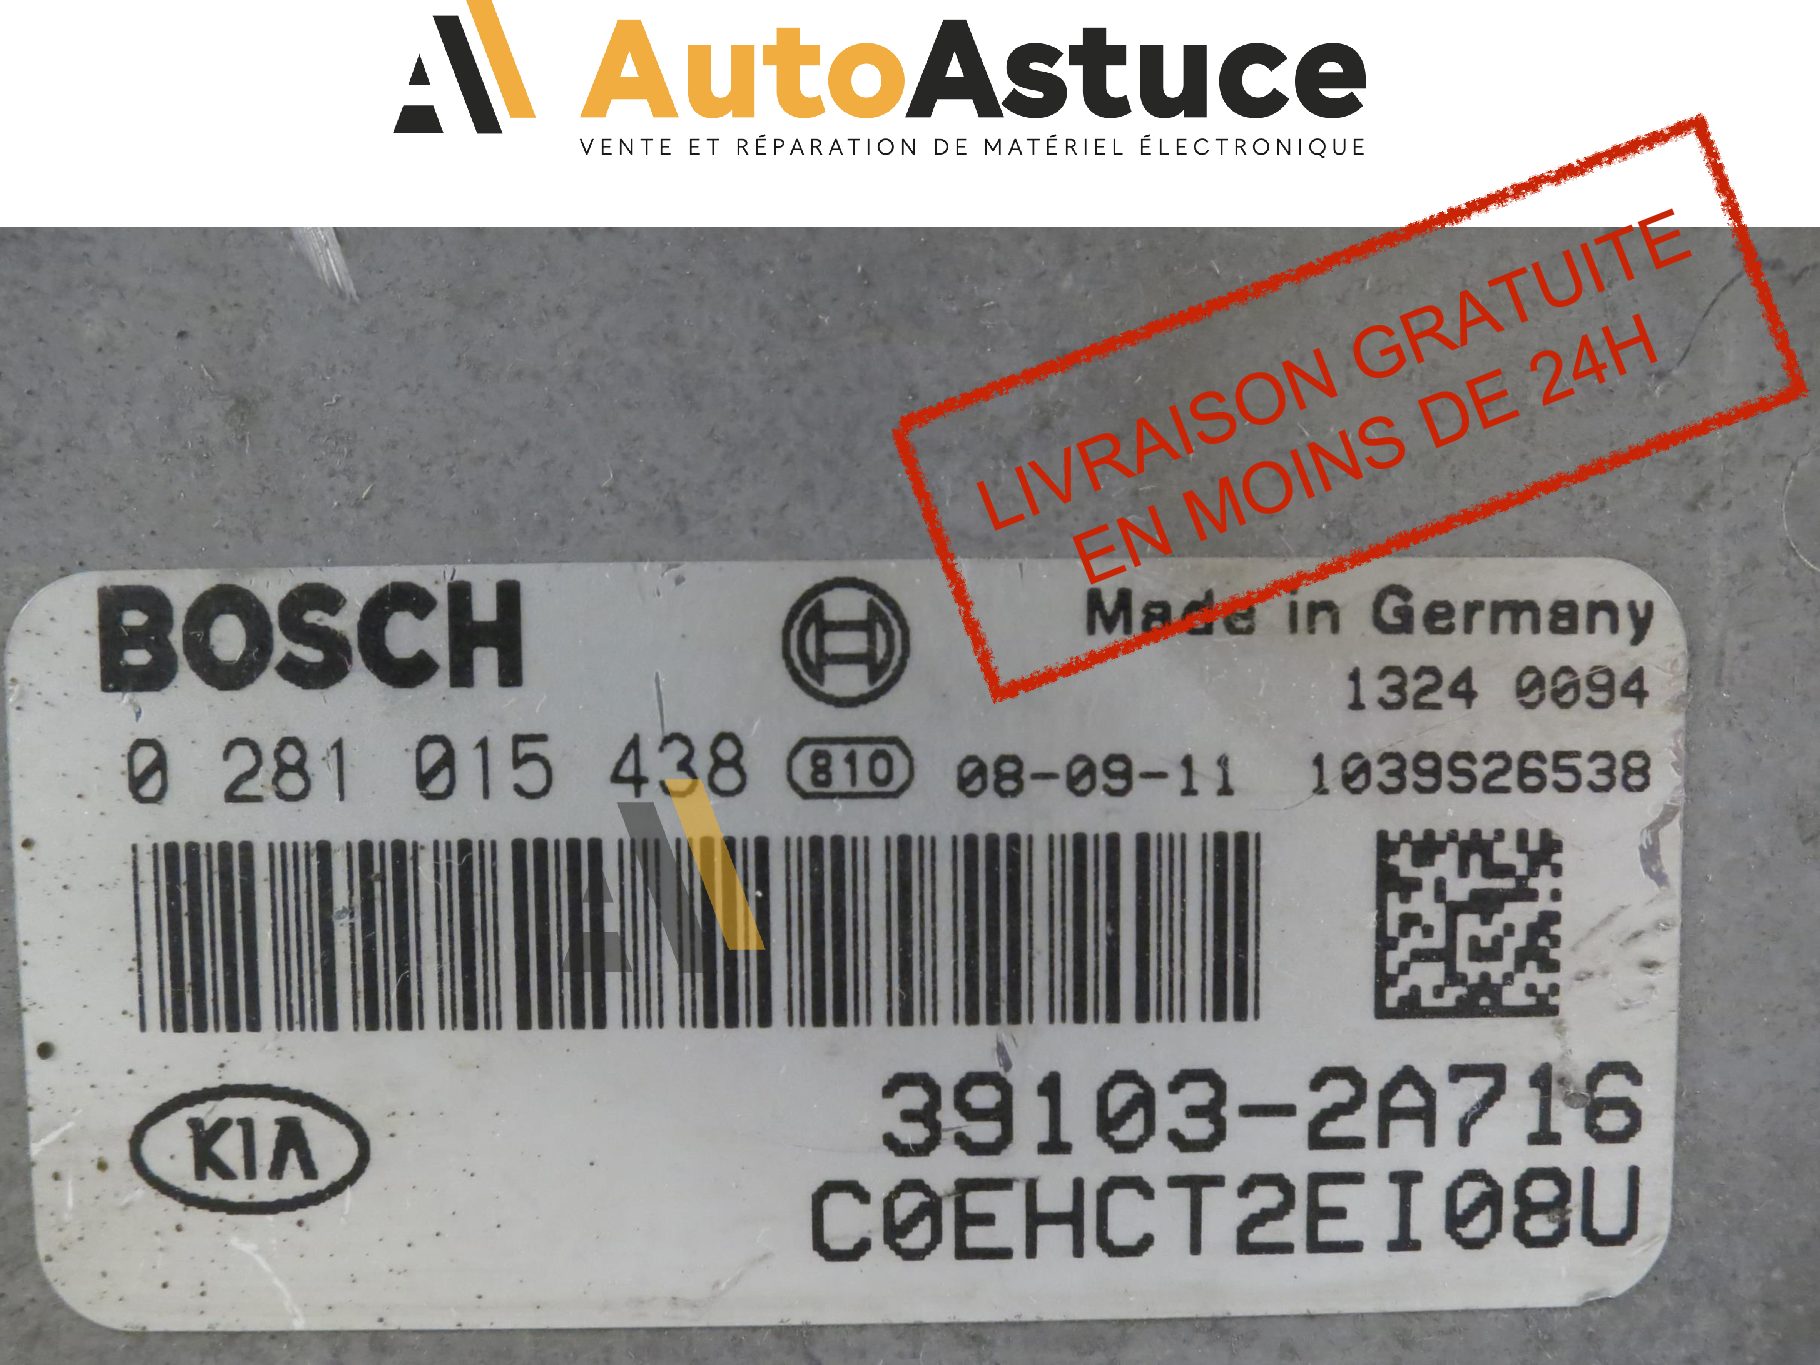 AutoAstuce
VENTE ET RÉPARATION DE MATÉRIEL ÉLECTRONIQUE
LIVRAISON GRATUITE
EN MOINS DE 24H
BOSCH
Made in Germany
1324 0094
0 281 015 438 810 08-09-11 1039S26538
KIA
39103-2A716
C0EHCT2EI08U